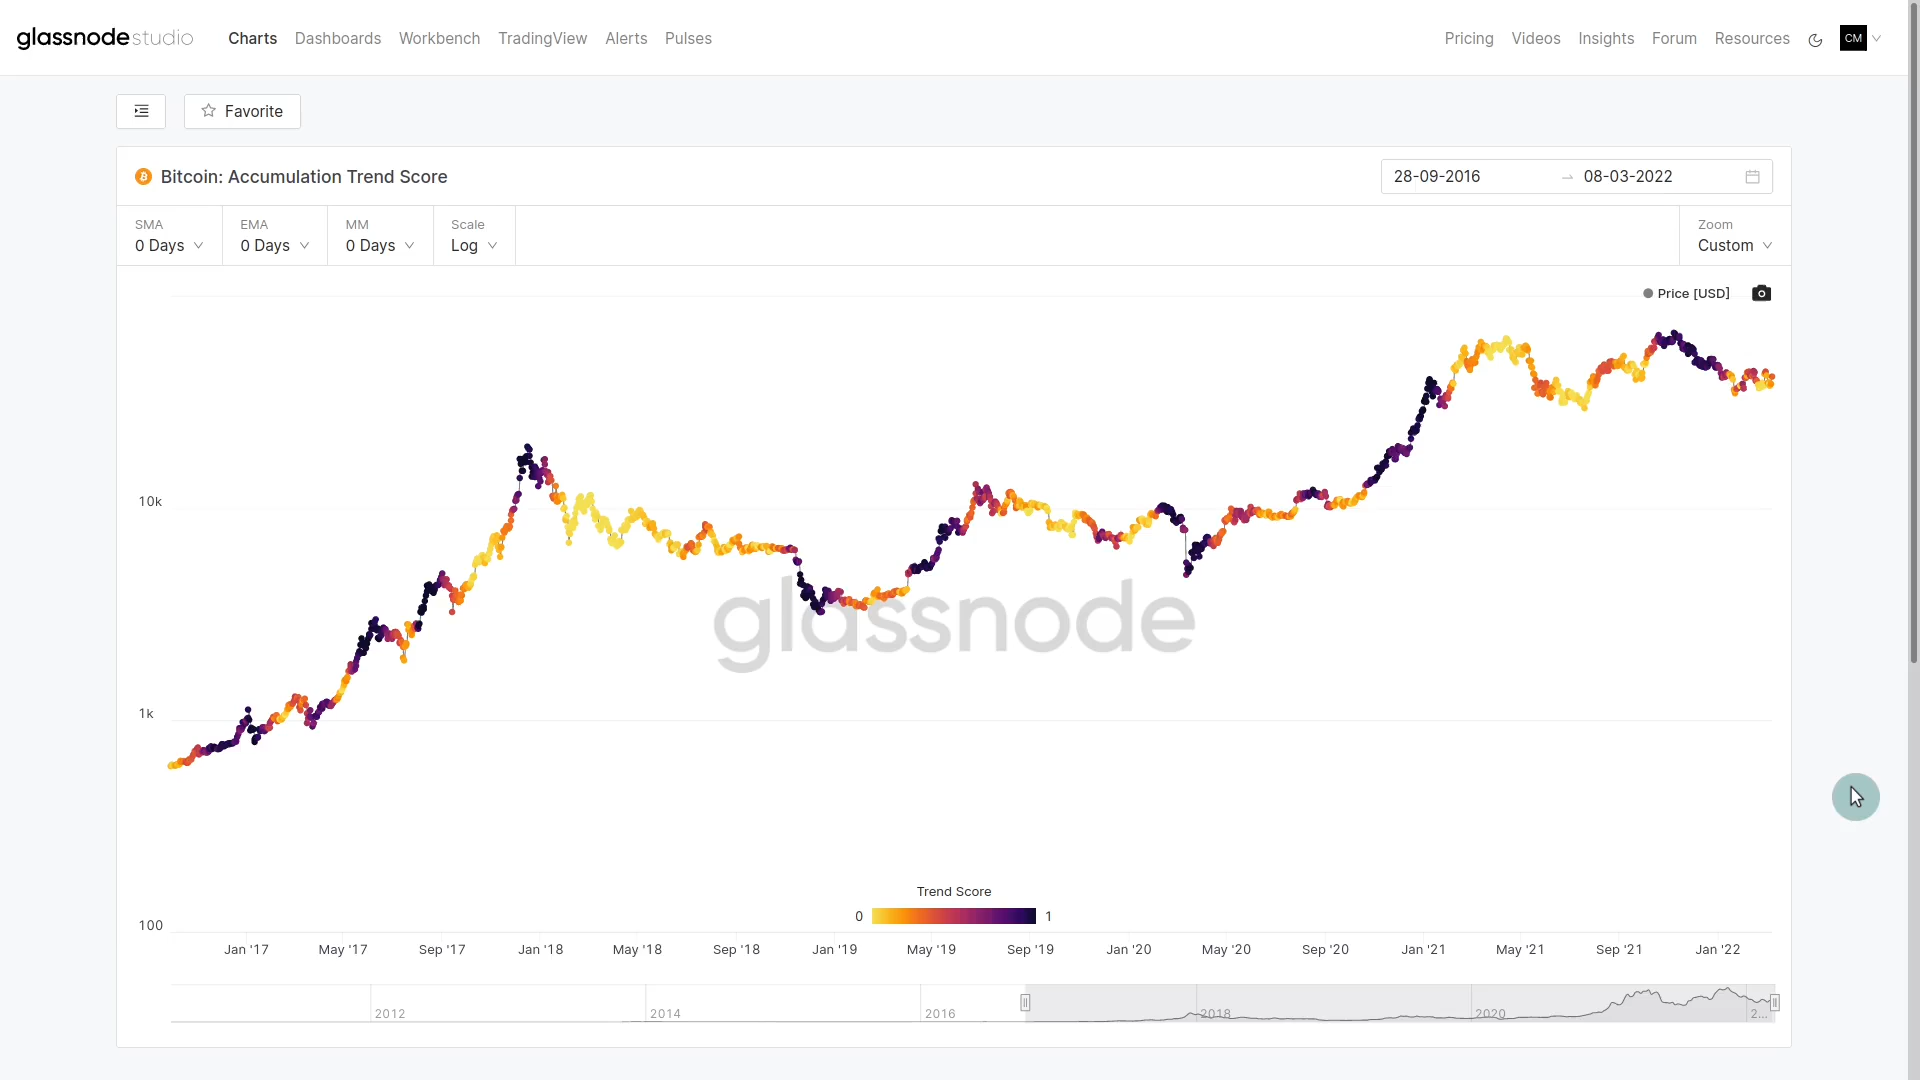 glassnode studio Charts Dashboards Workbench TradingView Alerts Pulses Pricing Videos Insights Forum Resources CM
Favorite
Bitcoin: Accumulation Trend Score 28-09-2016 → 08-03-2022
SMA EMA MM Scale Zoom
0 Days 0 Days 0 Days Log Custom
Price [USD]
10k
glassnode
1k
Trend Score
0 1
100
Jan '17 May '17 Sep '17 Jan '18 May '18 Sep '18 Jan '19 May '19 Sep '19 Jan '20 May '20 Sep '20 Jan '21 May '21 Sep '21 Jan '22
2012 2014 2016 2018 2020 2...